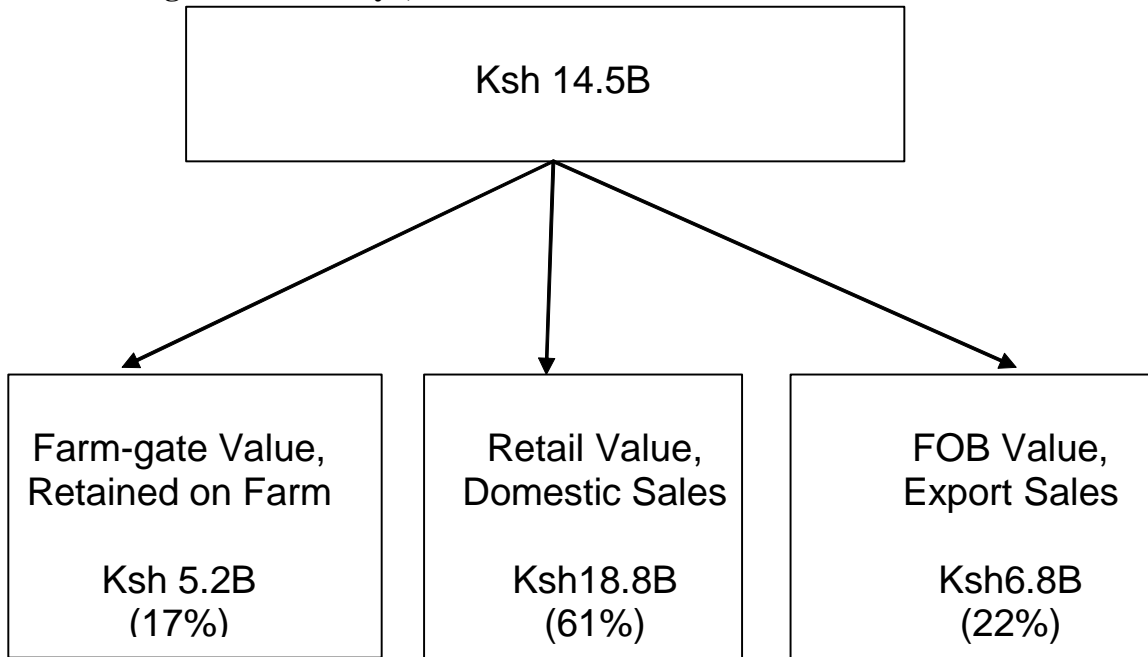 Ksh 14.5B
Farm-gate Value,
Retained on Farm
Ksh 5.2B
(17%)
Retail Value,
Domestic Sales
Ksh18.8B
(61%)
FOB Value,
Export Sales
Ksh6.8B
(22%)